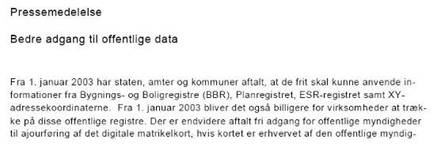 Pressemedelelse
Bedre adgang til offentlige data
Fra 1. januar 2003 har staten, amter og kommuner aftalt, at de frit skal kunne anvende in-
formationer fra Bygnings- og Boligregistre (BBR), Planregistret, ESR-registret samt XY-
adressekoordinaterne.  Fra 1. januar 2003 bliver det også billigere for virksomheder at træk-
ke på disse offentlige registre. Der er endvidere aftalt fri adgang for offentlige myndigheder
til ajourføring af det digitale matrikelkort, hvis kortet er erhvervet af den offentlige myndig-